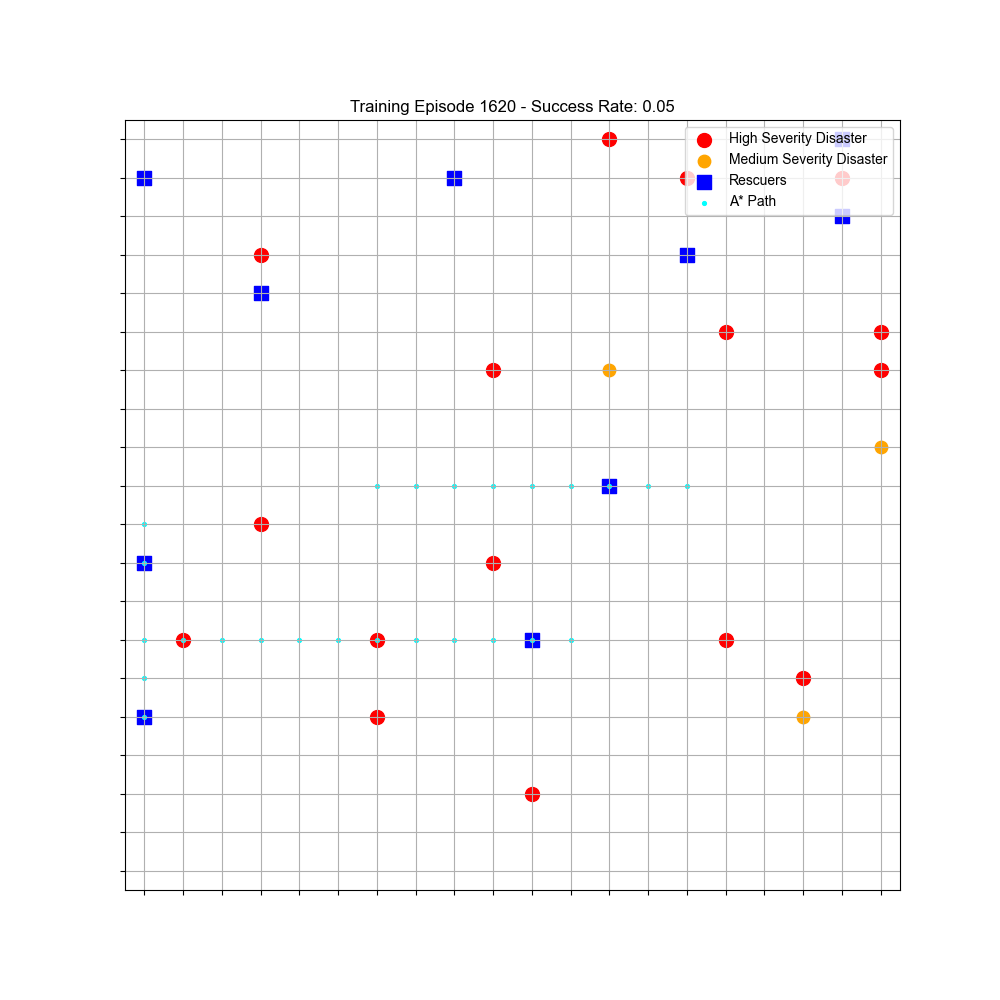 Training Episode 1620 - Success Rate: 0.05
High Severity Disaster
Medium Severity Disaster
Rescuers
A* Path